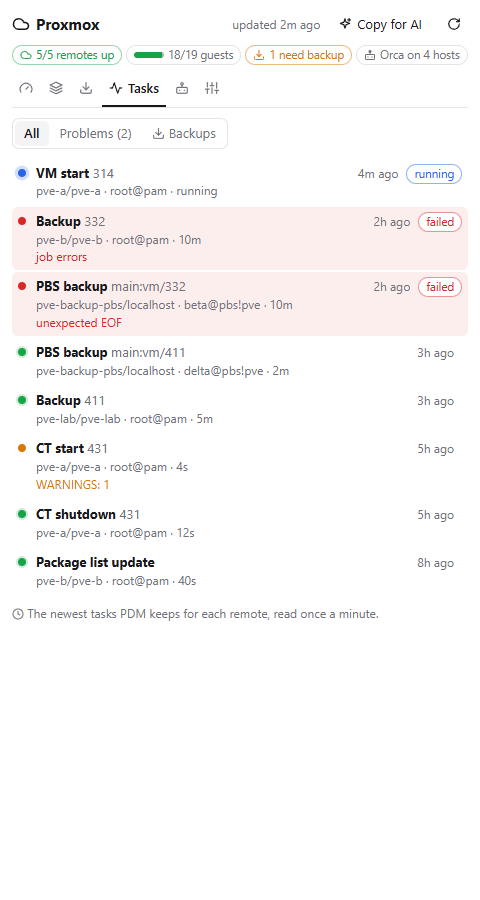 Proxmox updated 2m ago Copy for AI
5/5 remotes up 18/19 guests 1 need backup Orca on 4 hosts
Tasks
All Problems (2) Backups
VM start 314 4m ago running
pve-a/pve-a · root@pam · running
Backup 332 2h ago failed
pve-b/pve-b · root@pam · 10m
job errors
PBS backup main:vm/332 2h ago failed
pve-backup-pbs/localhost · beta@pbs!pve · 10m
unexpected EOF
PBS backup main:vm/411 3h ago
pve-backup-pbs/localhost · delta@pbs!pve · 2m
Backup 411 3h ago
pve-lab/pve-lab · root@pam · 5m
CT start 431 5h ago
pve-a/pve-a · root@pam · 4s
WARNINGS: 1
CT shutdown 431 5h ago
pve-a/pve-a · root@pam · 12s
Package list update 8h ago
pve-b/pve-b · root@pam · 40s
The newest tasks PDM keeps for each remote, read once a minute.